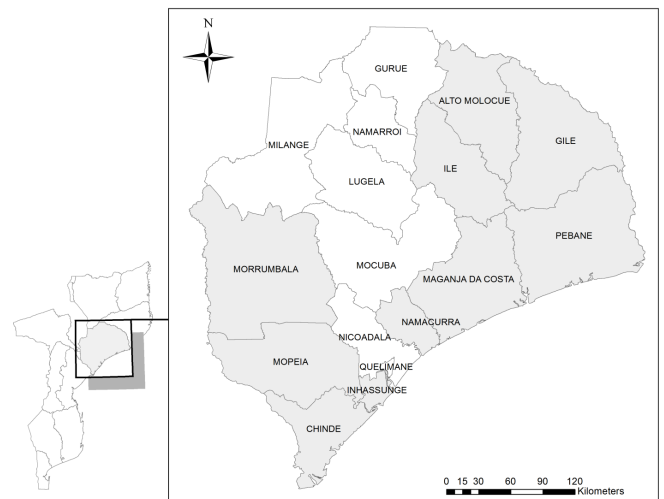 N
GURUE
ALTO MOLOCUE
NAMARROI
GILE
MILANGE
ILE
LUGELA
PEBANE
MORRUMBALA
MOCUBA
MAGANJA DA COSTA
NAMACURRA
NICOADALA
MOPEIA
QUELIMANE
INHASSUNGE
CHINDE
0 15 30 60 90 120
Kilometers